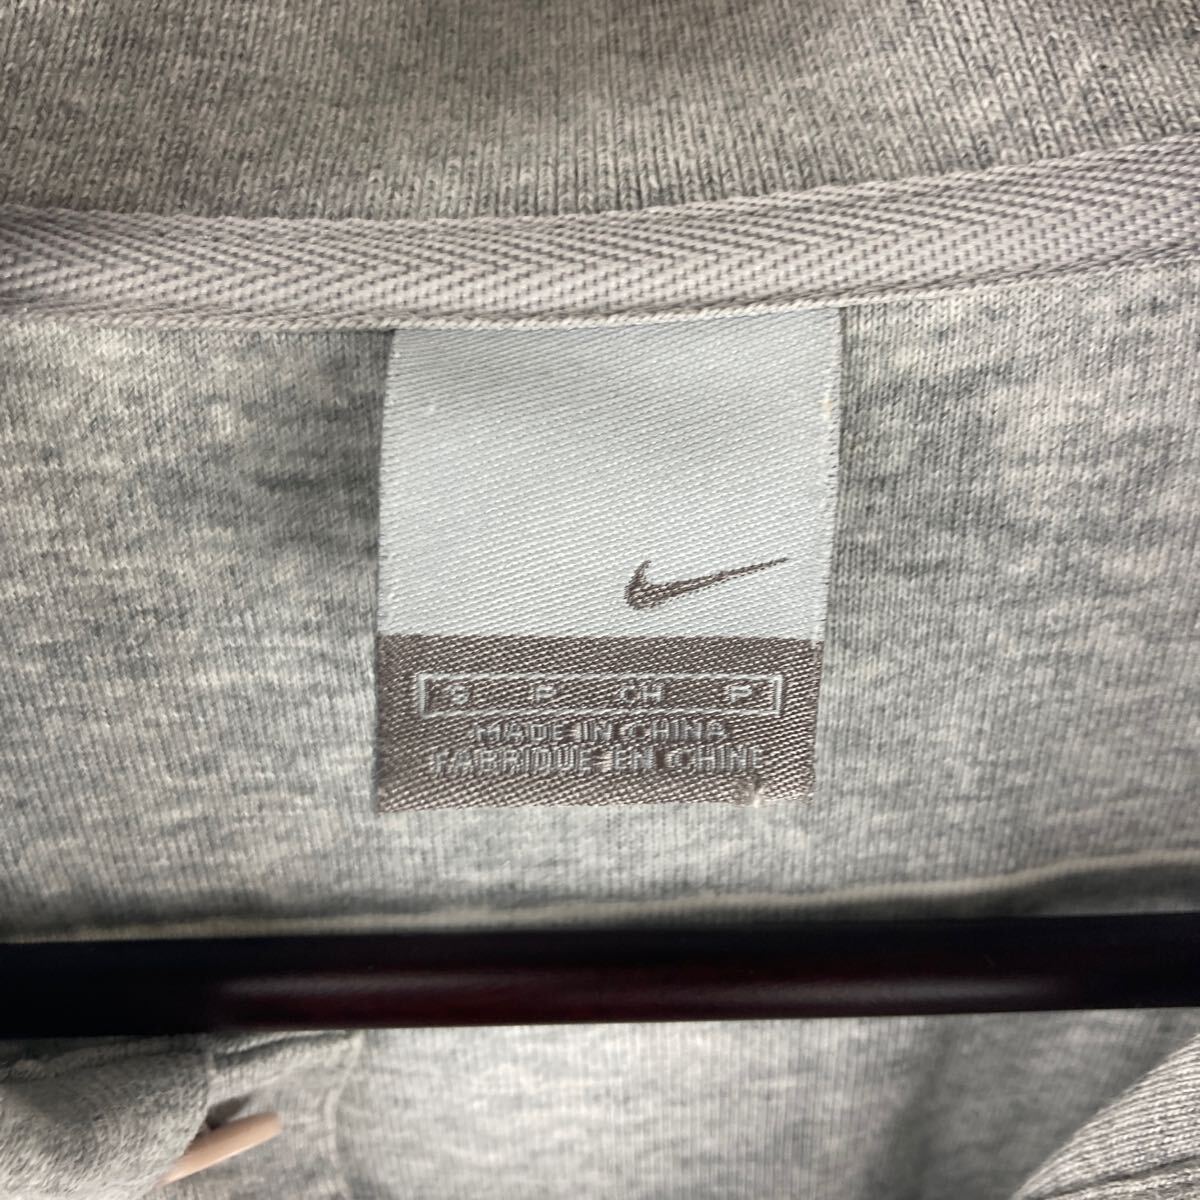 S P CH P
MADE IN CHINA
FABRIQUE EN CHINE